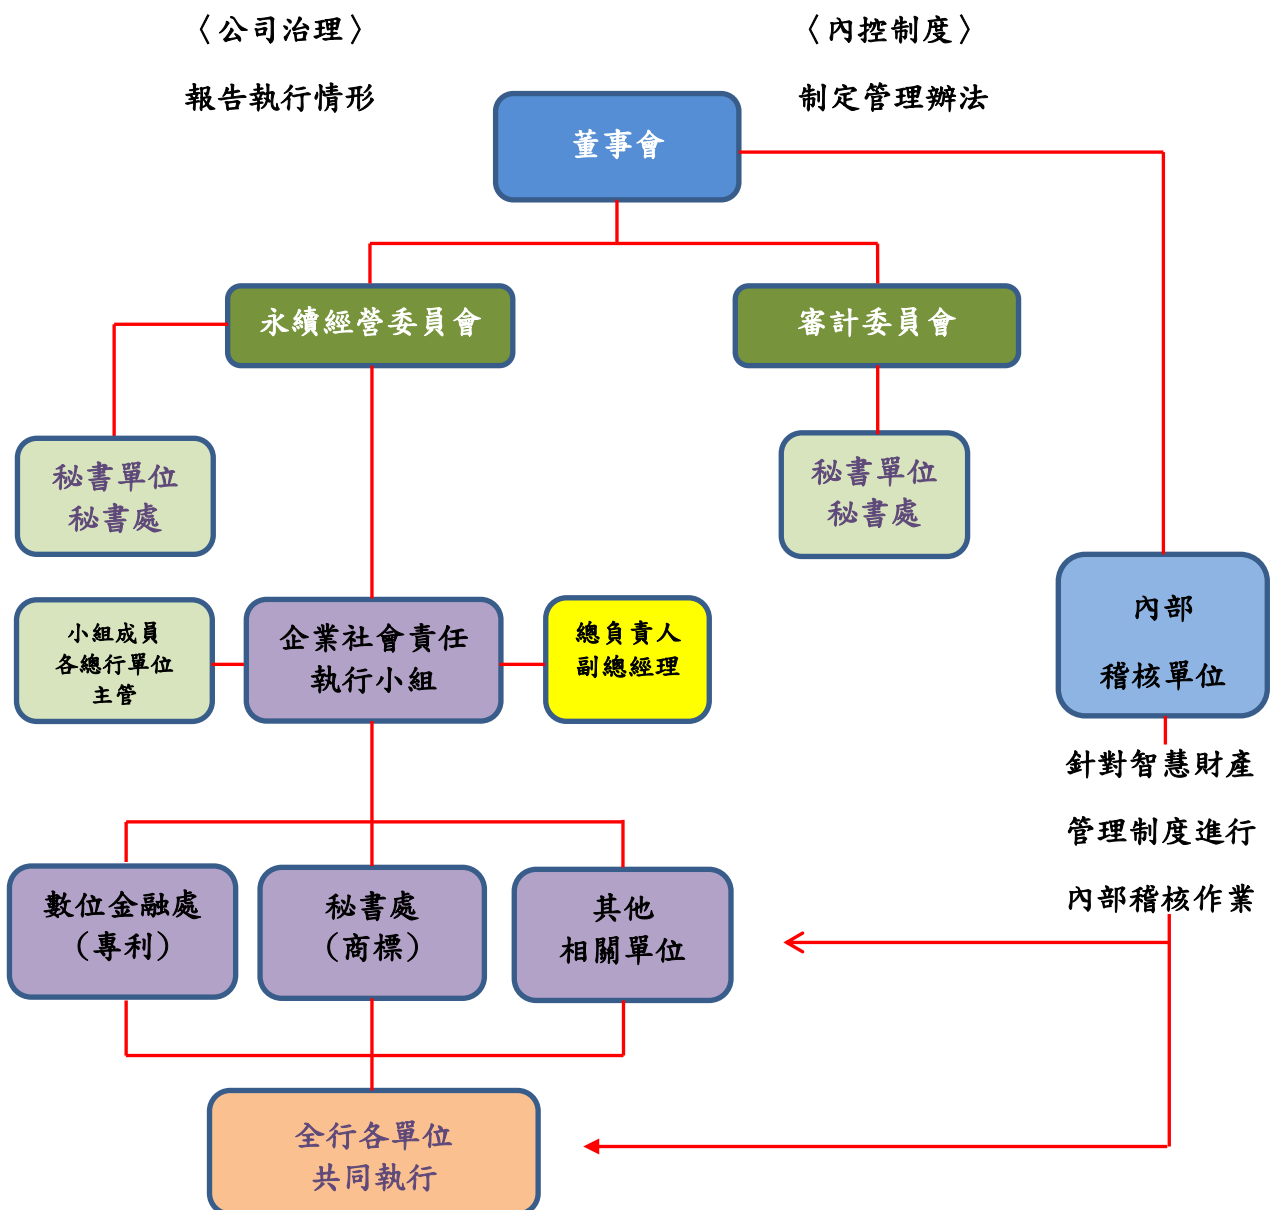 〈公司治理〉
報告執行情形
〈內控制度〉
制定管理辦法
董事會
永續經營委員會
審計委員會
秘書單位
秘書處
秘書單位
秘書處
小組成員
各總行單位
主管
企業社會責任
執行小組
總負責人
副總經理
內部
稽核單位
針對智慧財產
管理制度進行
內部稽核作業
數位金融處
（專利）
秘書處
（商標）
其他
相關單位
全行各單位
共同執行